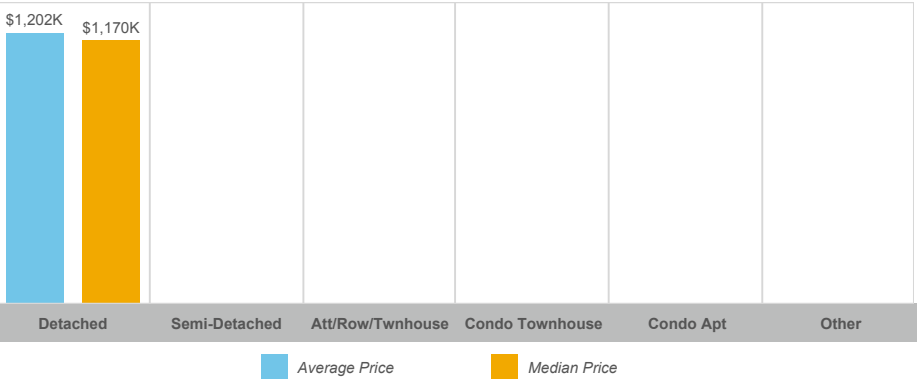 $1,202K
$1,170K
Detached Semi-Detached Att/Row/Twnhouse Condo Townhouse Condo Apt Other
Average Price Median Price